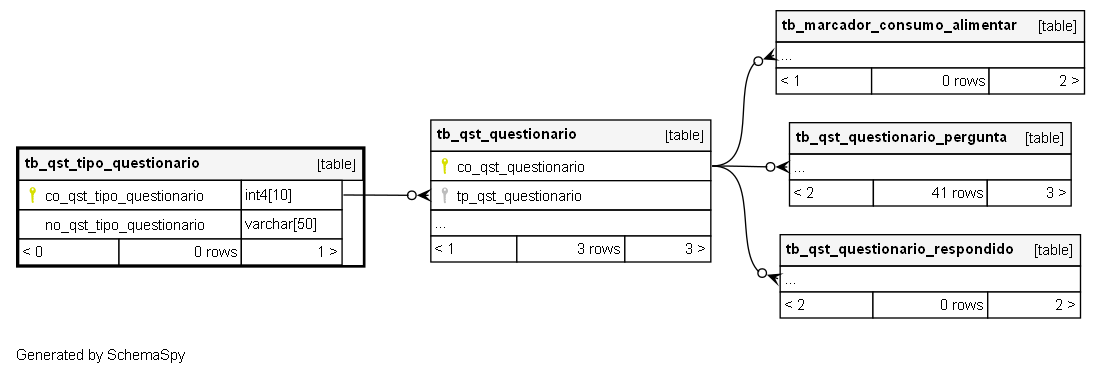 tb_marcador_consumo_alimentar [table]
...
< 1 0 rows 2 >
tb_qst_questionario_pergunta [table]
...
< 2 41 rows 3 >
tb_qst_questionario [table]
co_qst_questionario
tp_qst_questionario
...
< 1 3 rows 3 >
tb_qst_tipo_questionario [table]
co_qst_tipo_questionario int4[10]
no_qst_tipo_questionario varchar[50]
< 0 0 rows 1 >
tb_qst_questionario_respondido [table]
...
< 2 0 rows 2 >
Generated by SchemaSpy